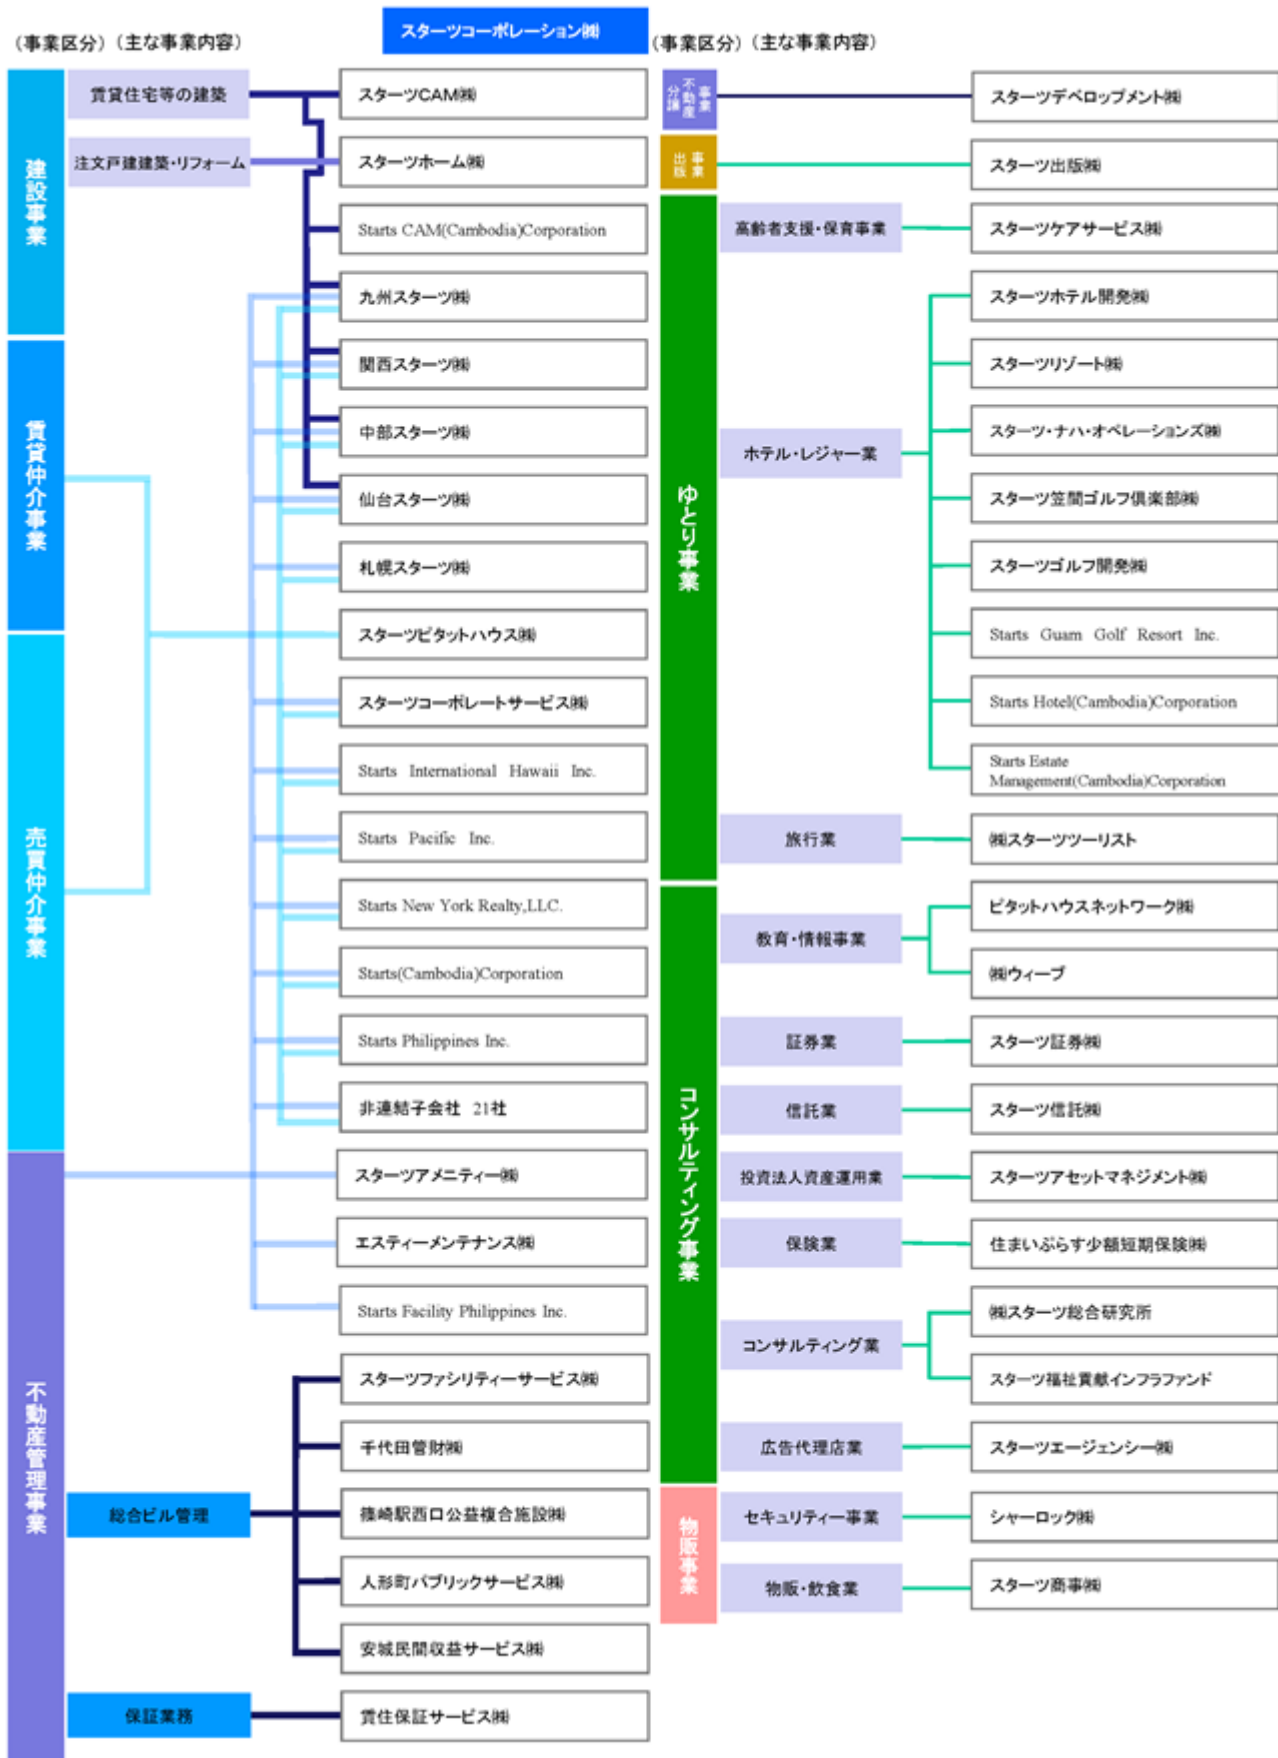 スターツコーポレーション㈱
(事業区分)(主な事業内容)
建設事業
賃貸住宅等の建築
注文戸建建築・リフォーム
賃貸仲介事業
売買仲介事業
不動産管理事業
総合ビル管理
保証業務
スターツCAM㈱
スターツホーム㈱
Starts CAM(Cambodia)Corporation
九州スターツ㈱
関西スターツ㈱
中部スターツ㈱
仙台スターツ㈱
札幌スターツ㈱
スターツピタットハウス㈱
スターツコーポレートサービス㈱
Starts International Hawaii Inc.
Starts Pacific Inc.
Starts New York Realty,LLC.
Starts(Cambodia)Corporation
Starts Philippines Inc.
非連結子会社 21社
スターツアメニティー㈱
エスティーメンテナンス㈱
Starts Facility Philippines Inc.
スターツファシリティーサービス㈱
千代田管財㈱
篠崎駅西口公益複合施設㈱
人形町パブリックサービス㈱
安城民間収益サービス㈱
賃住保証サービス㈱
(事業区分)(主な事業内容)
不動産分譲事業
スターツデベロップメント㈱
出版事業
スターツ出版㈱
ゆとり事業
高齢者支援・保育事業
スターツケアサービス㈱
ホテル・レジャー業
スターツホテル開発㈱
スターツリゾート㈱
スターツ・ナハ・オペレーションズ㈱
スターツ笠間ゴルフ倶楽部㈱
スターツゴルフ開発㈱
Starts Guam Golf Resort Inc.
Starts Hotel(Cambodia)Corporation
Starts Estate
Management(Cambodia)Corporation
旅行業
㈱スターツツーリスト
コンサルティング事業
教育・情報事業
ピタットハウスネットワーク㈱
㈱ウィーブ
証券業
スターツ証券㈱
信託業
スターツ信託㈱
投資法人資産運用業
スターツアセットマネジメント㈱
保険業
住まいぷらす少額短期保険㈱
コンサルティング業
㈱スターツ総合研究所
スターツ福祉貢献インフラファンド
広告代理店業
スターツエージェンシー㈱
物販事業
セキュリティー事業
シャーロック㈱
物販・飲食業
スターツ商事㈱